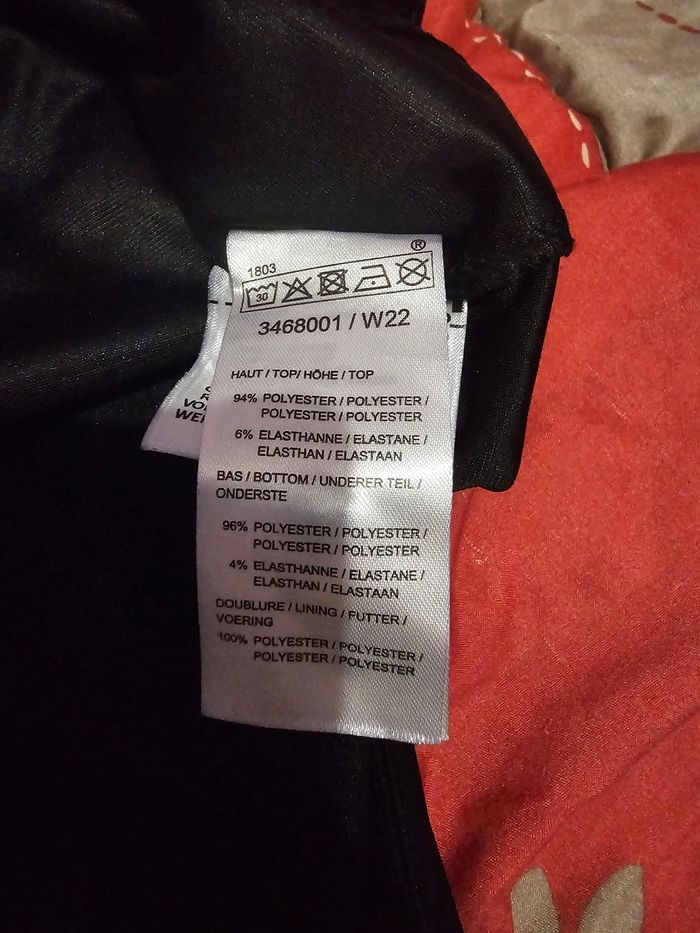 ®
1803
30
3468001 / W22
HAUT / TOP/ HÖHE / TOP
94% POLYESTER / POLYESTER /
POLYESTER / POLYESTER
6% ELASTHANNE / ELASTANE /
ELASTHAN / ELASTAAN
BAS / BOTTOM / UNDERER TEIL /
ONDERSTE
96% POLYESTER / POLYESTER /
POLYESTER / POLYESTER
4% ELASTHANNE / ELASTANE /
ELASTHAN / ELASTAAN
DOUBLURE / LINING / FUTTER /
VOERING
100% POLYESTER / POLYESTER /
POLYESTER / POLYESTER